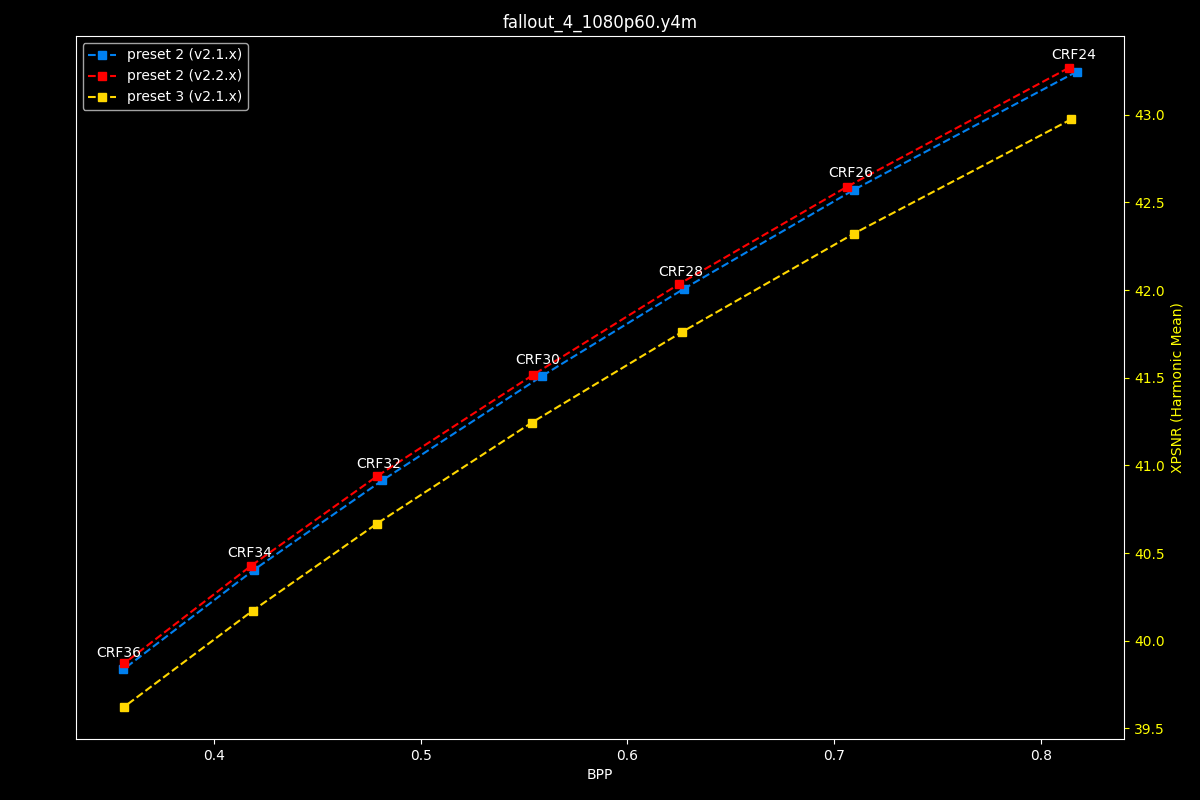 fallout_4_1080p60.y4m
preset 2 (v2.1.x)
preset 2 (v2.2.x)
preset 3 (v2.1.x)
CRF24
CRF26
CRF28
CRF30
CRF32
CRF34
CRF36
43.0
42.5
42.0
41.5
41.0
40.5
40.0
39.5
XPSNR (Harmonic Mean)
0.4
0.5
0.6
0.7
0.8
BPP